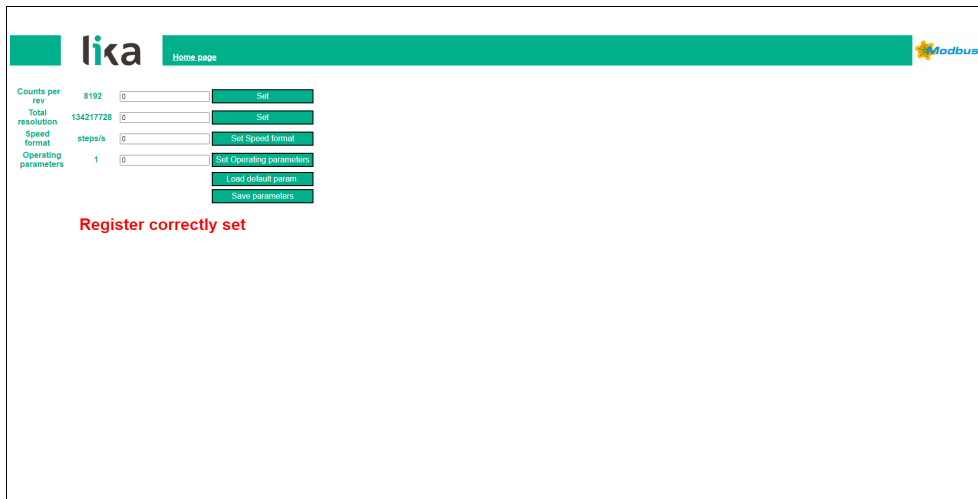 lika
Home page
Modbus
Counts per
rev
8192
0
Set
Total
resolution
134217728
0
Set
Speed
format
steps/s
0
Set Speed format
Operating
parameters
1
0
Set Operating parameters
Load default param
Save parameters
Register correctly set